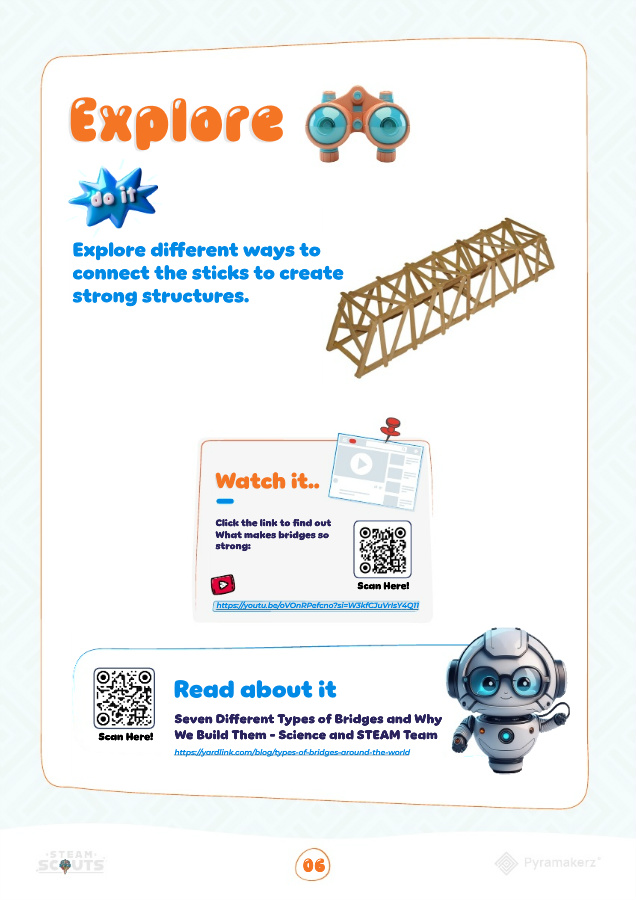 Explore
do it
Explore different ways to
connect the sticks to create
strong structures.
Watch it..
Click the link to find out
What makes bridges so
strong:
Scan Here!
https://youtu.be/oVOnRPefcno?si=W3kfCJuVrIsY4Q11
Read about it
Seven Different Types of Bridges and Why
We Build Them - Science and STEAM Team
Scan Here!
https://yardlink.com/blog/types-of-bridges-around-the-world
STEAM
SCOUTS
06
Pyramakerz